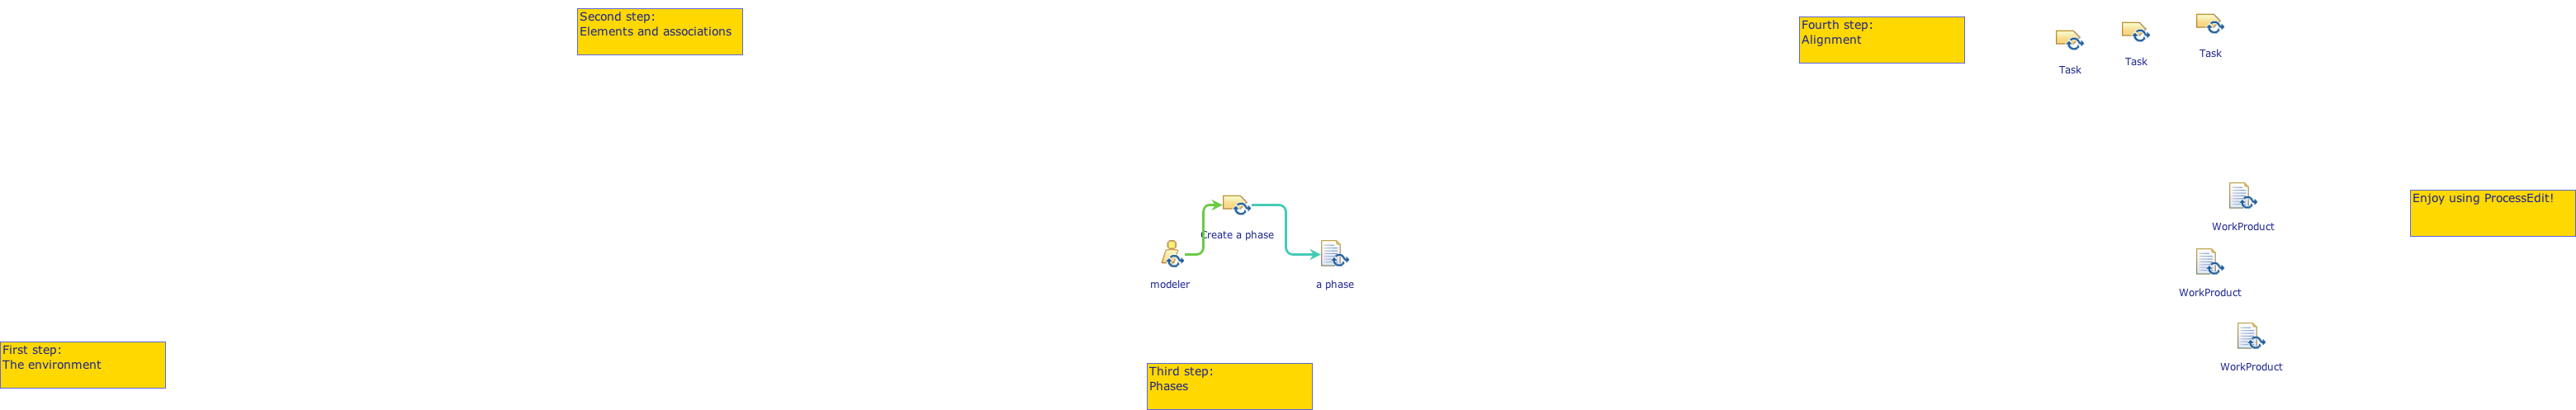 First step:
The environment
Second step:
Elements and associations
Create a phase
modeler
a phase
Third step:
Phases
Fourth step:
Alignment
Task
Task
Task
WorkProduct
WorkProduct
WorkProduct
Enjoy using ProcessEdit!